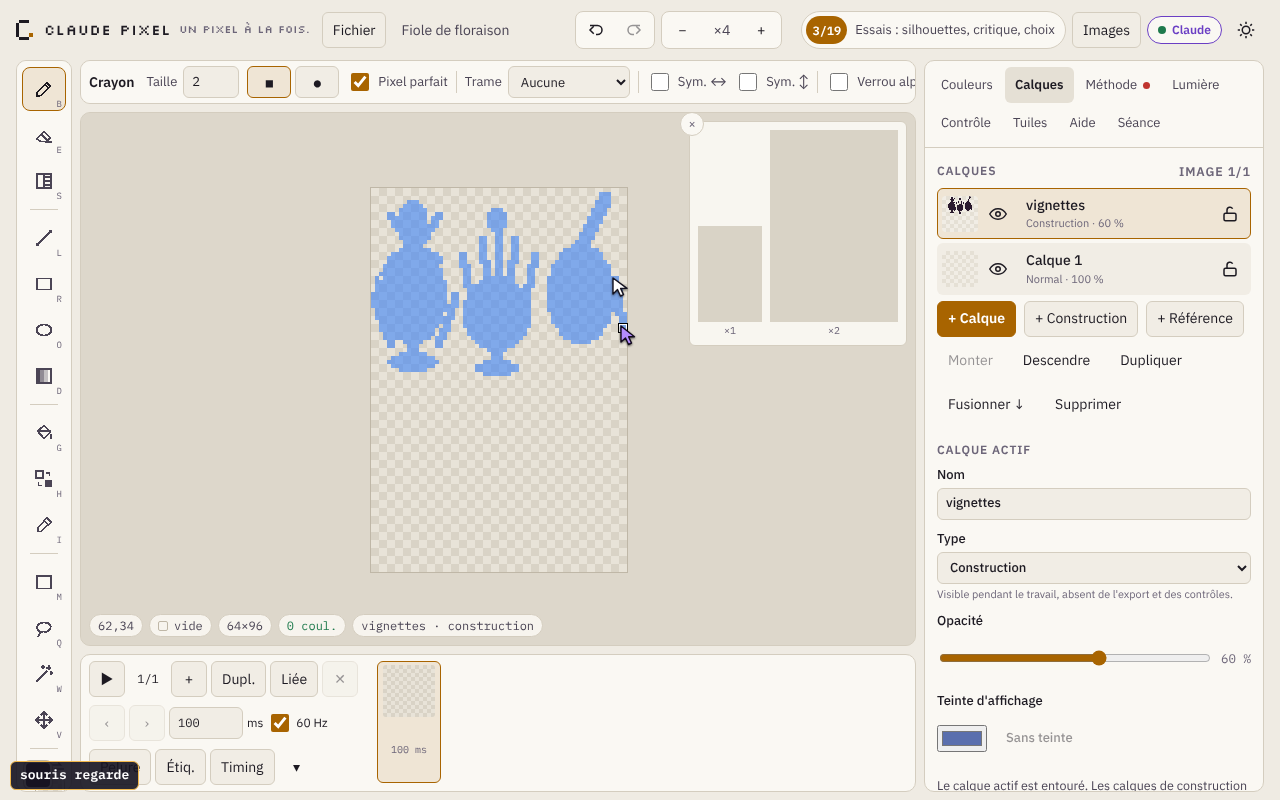 CLAUDE PIXEL
UN PIXEL À LA FOIS.
Fichier
Fiole de floraison
− ×4 +
3/19
Essais : silhouettes, critique, choix
Images
Claude
Crayon
Taille
2
Pixel parfait
Trame
Aucune
Sym. ↔
Sym. ↕
Verrou alp
B
E
S
L
R
O
D
G
H
I
M
Q
W
V
×
×1
×2
62,34
vide
64×96
0 coul.
vignettes · construction
1/1
+
Dupl.
Liée
×
‹
›
100
ms
60 Hz
Étiq.
Timing
▼
100 ms
souris regarde
Couleurs
Calques
Méthode
Lumière
Contrôle
Tuiles
Aide
Séance
CALQUES
IMAGE 1/1
vignettes
Construction · 60 %
Calque 1
Normal · 100 %
+ Calque
+ Construction
+ Référence
Monter
Descendre
Dupliquer
Fusionner ↓
Supprimer
CALQUE ACTIF
Nom
vignettes
Type
Construction
Visible pendant le travail, absent de l'export et des contrôles.
Opacité
60 %
Teinte d'affichage
Sans teinte
Le calque actif est entouré. Les calques de construction